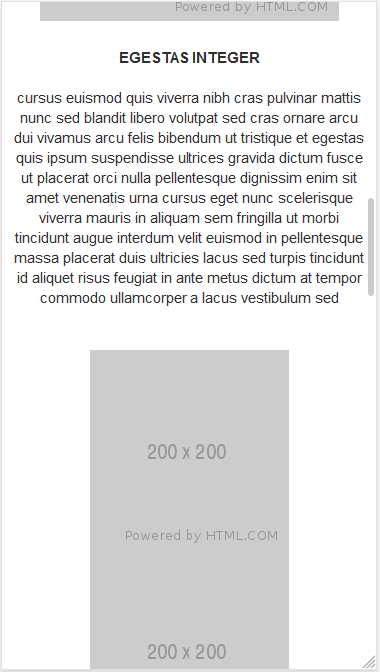 Powered by HTML.COM
EGESTAS INTEGER
cursus euismod quis viverra nibh cras pulvinar mattis
nunc sed blandit libero volutpat sed cras ornare arcu
dui vivamus arcu felis bibendum ut tristique et egestas
quis ipsum suspendisse ultrices gravida dictum fusce
ut placerat orci nulla pellentesque dignissim enim sit
amet venenatis urna cursus eget nunc scelerisque
viverra mauris in aliquam sem fringilla ut morbi
tincidunt augue interdum velit euismod in pellentesque
massa placerat duis ultricies lacus sed turpis tincidunt
id aliquet risus feugiat in ante metus dictum at tempor
commodo ullamcorper a lacus vestibulum sed
200 x 200
Powered by HTML.COM
200 x 200